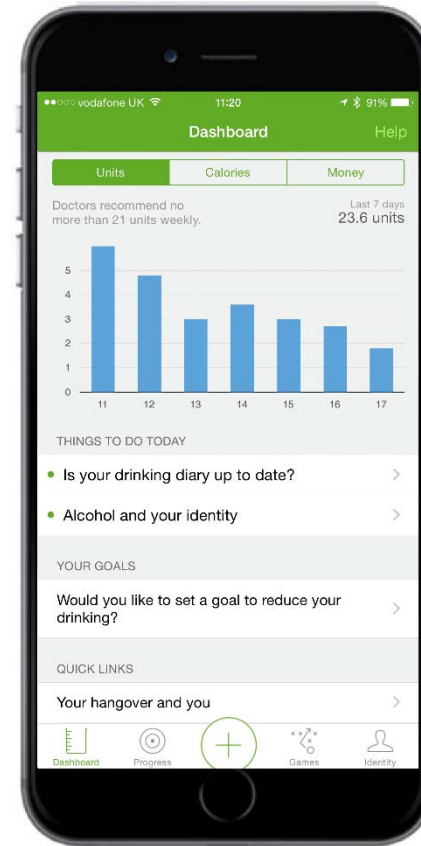 vodafone UK 11:20 91%
Dashboard Help
Units Calories Money
Doctors recommend no Last 7 days
more than 21 units weekly. 23.6 units
5
4
3
2
1
0
11 12 13 14 15 16 17
THINGS TO DO TODAY
Is your drinking diary up to date?
Alcohol and your identity
YOUR GOALS
Would you like to set a goal to reduce your
drinking?
QUICK LINKS
Your hangover and you
Dashboard Progress Games Identity